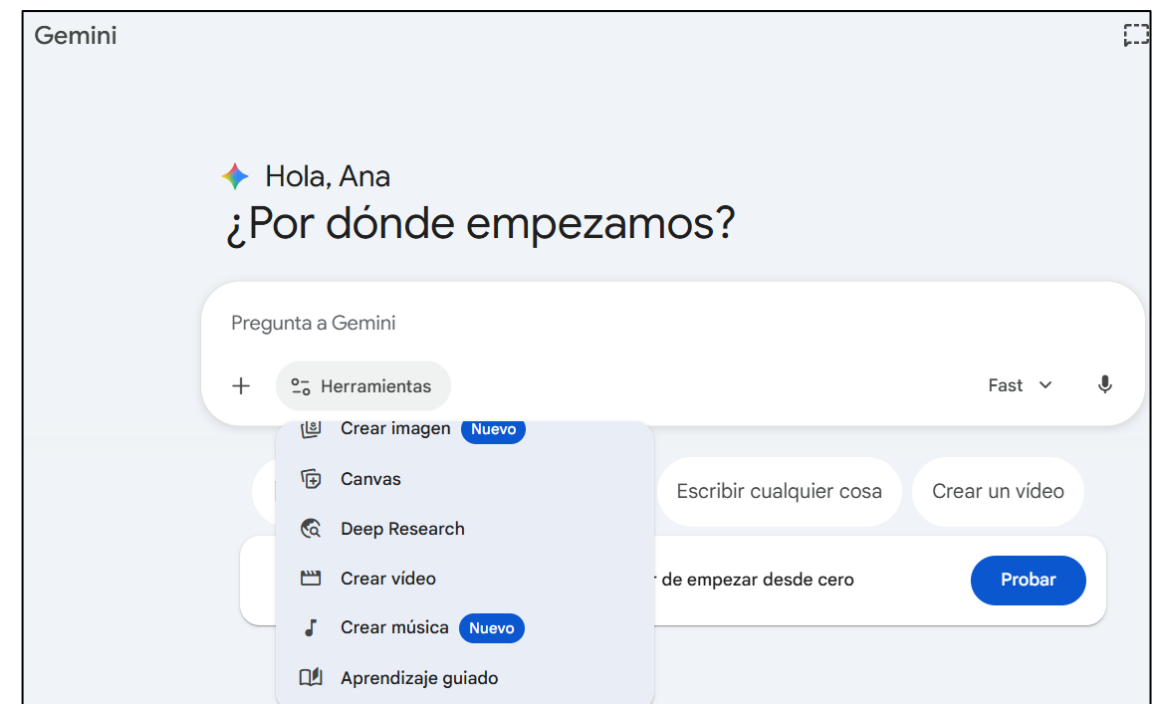 Gemini
Hola, Ana
¿Por dónde empezamos?
Pregunta a Gemini
Herramientas
Fast
Crear imagen Nuevo
Canvas
Escribir cualquier cosa
Crear un vídeo
Deep Research
Crear vídeo
de empezar desde cero
Probar
Crear música Nuevo
Aprendizaje guiado